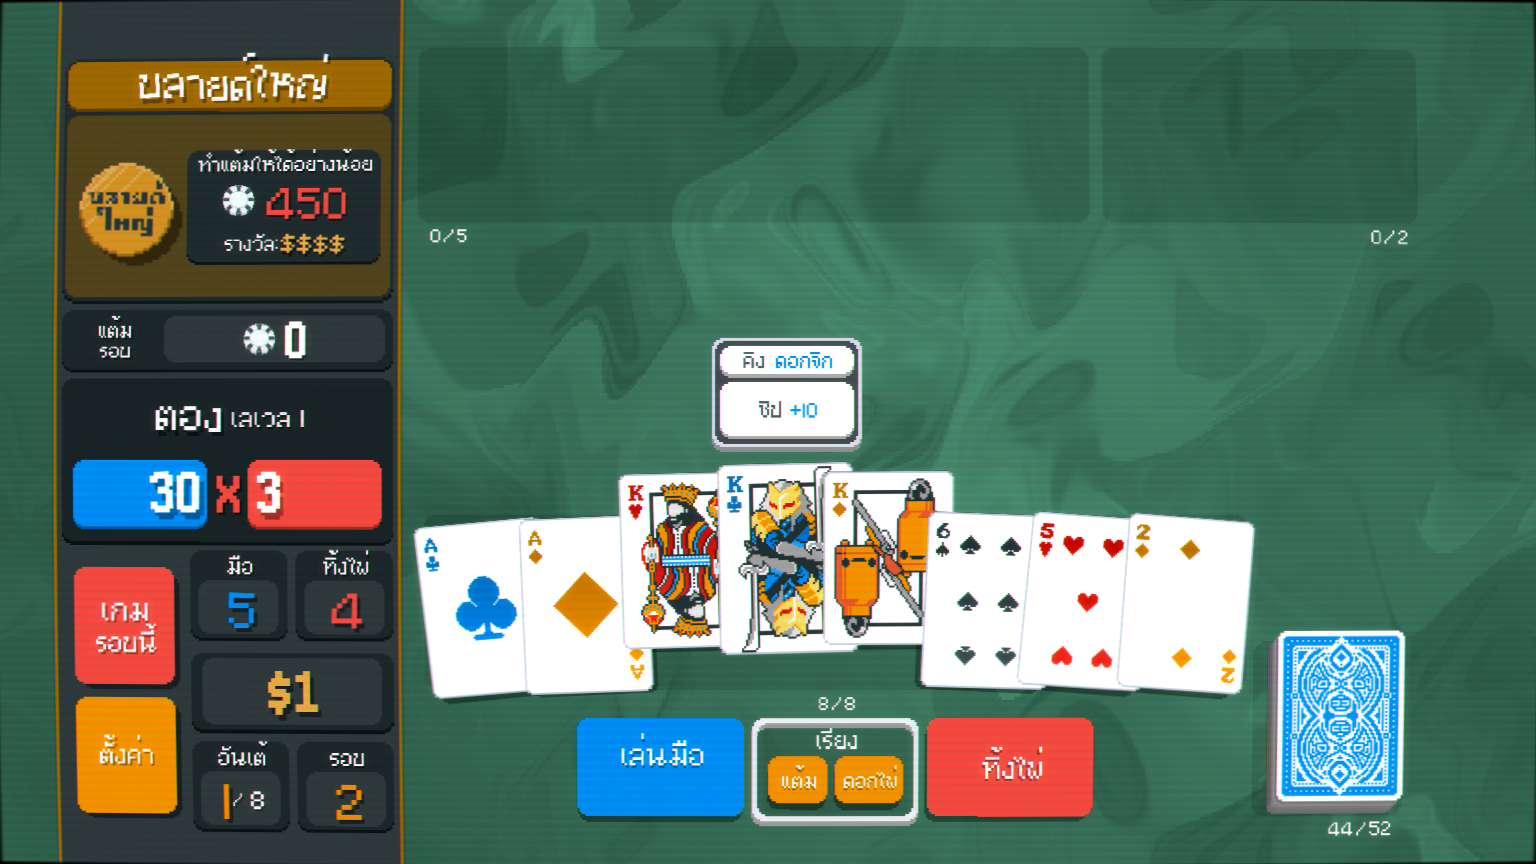 บลายด์ใหญ่
บลายด์
ใหญ่
ทำแต้มให้ได้อย่างน้อย
450
รางวัล:$$$$
แต้ม
รอบ
0
ตอง เลเวล 1
30 X 3
เกม
รอบนี้
มือ
5
ทิ้งไพ่
4
$1
ตั้งค่า
อันเต้
1/8
รอบ
2
0/5
0/2
คิง ดอกจิก
ชิป +10
A
A
A
K
K
K
6
5
2
2
8/8
เล่นมือ
เรียง
แต้ม
ดอกไพ่
ทิ้งไพ่
44/52